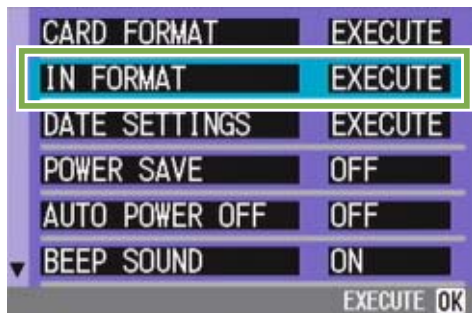 CARD FORMAT EXECUTE
IN FORMAT EXECUTE
DATE SETTINGS EXECUTE
POWER SAVE OFF
AUTO POWER OFF OFF
BEEP SOUND ON
EXECUTE OK